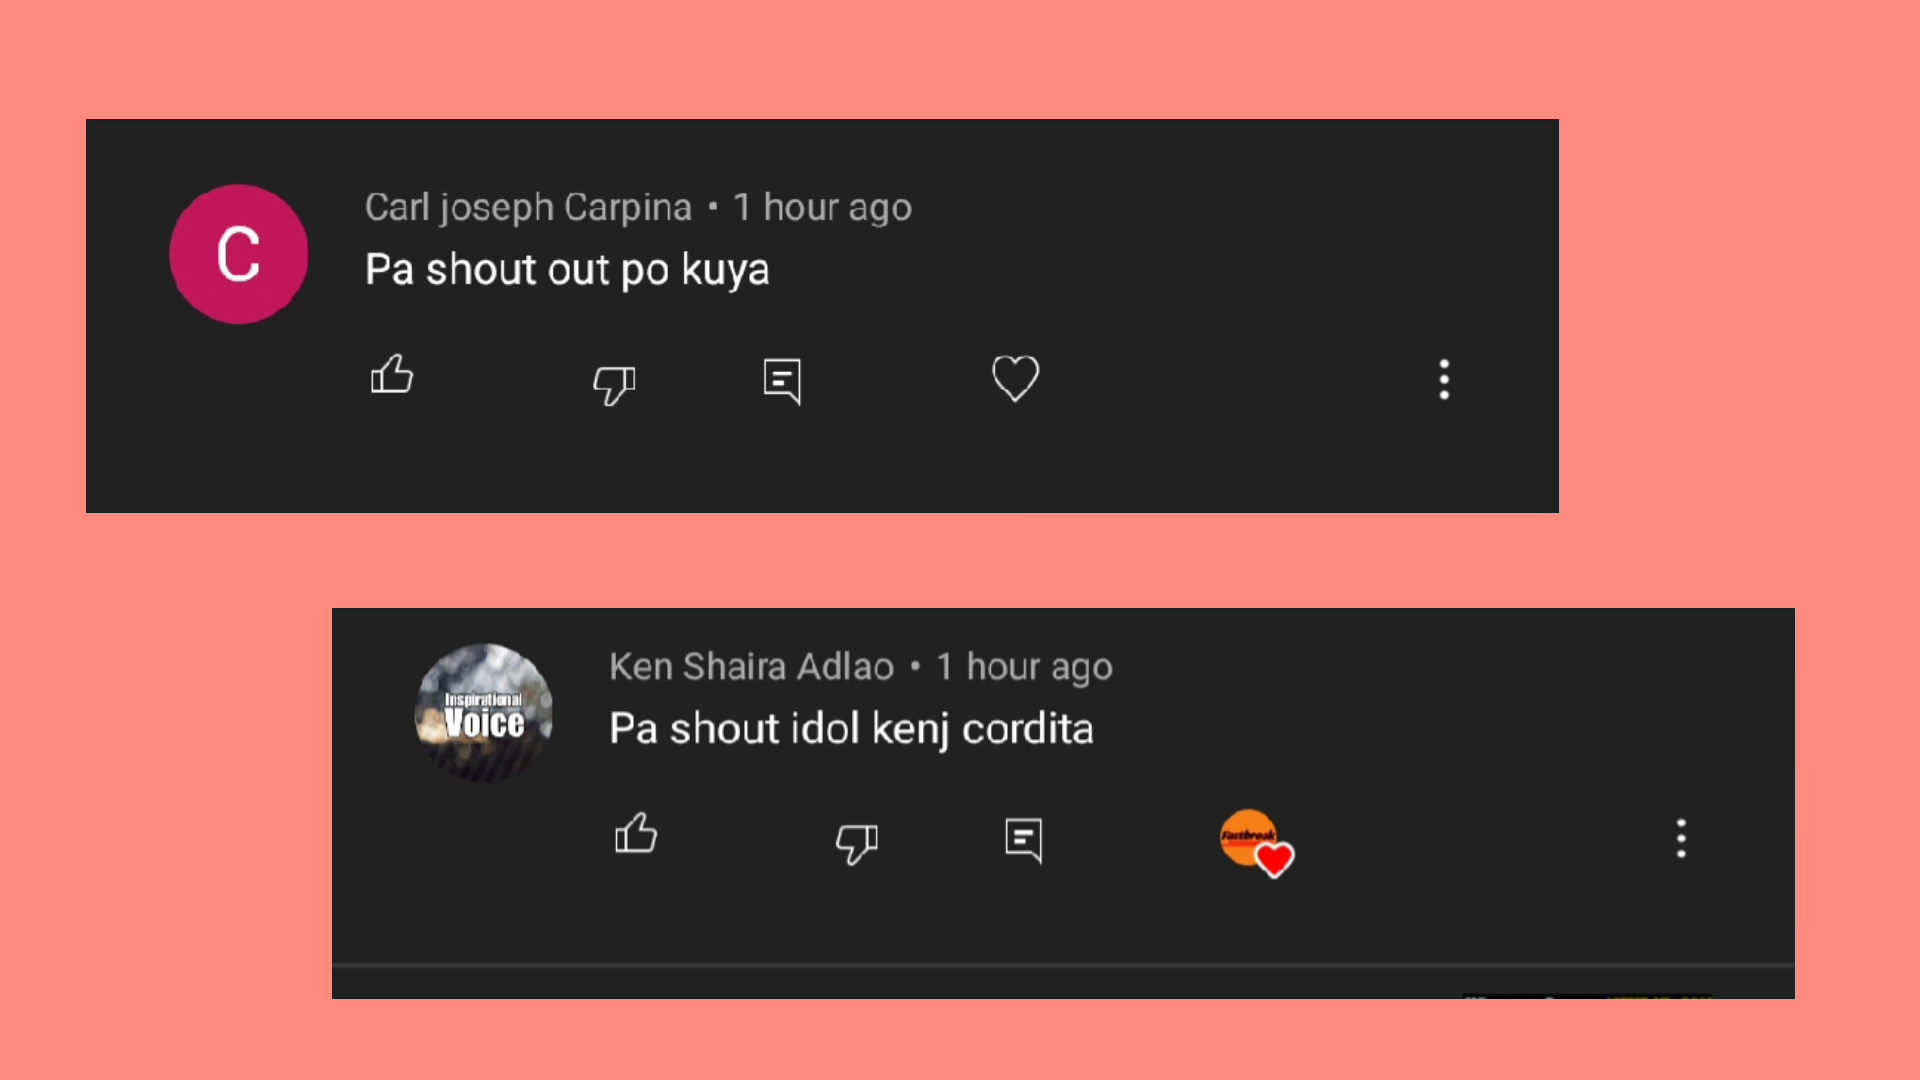 C
Carl joseph Carpina • 1 hour ago
Pa shout out po kuya
Inspirational
Voice
Ken Shaira Adlao • 1 hour ago
Pa shout idol kenj cordita
Fastbreak